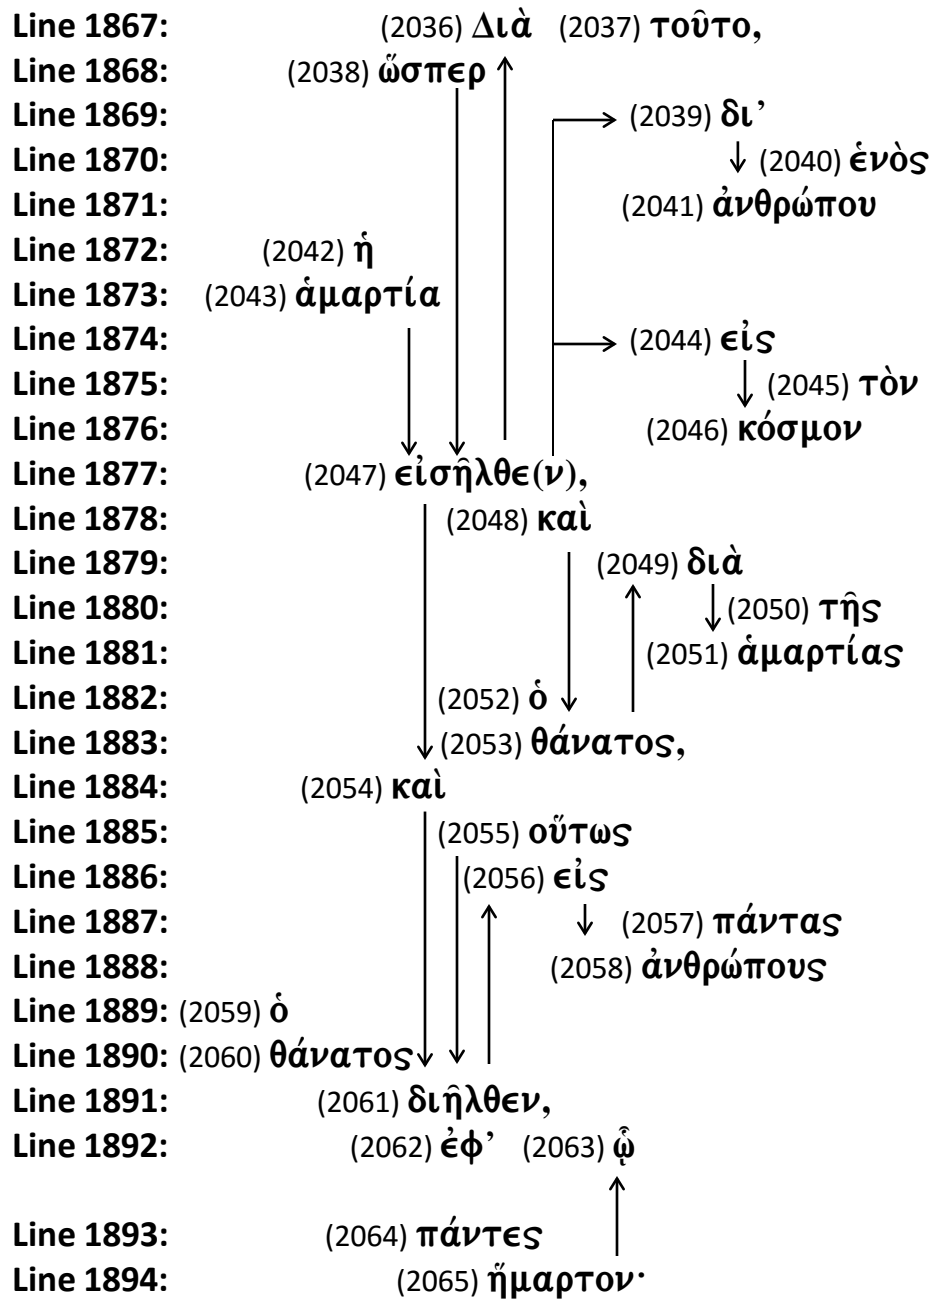 Line 1867: (2036) Διὰ (2037) τοῦτο,
Line 1868: (2038) ὥσπερ
Line 1869: (2039) δι’
Line 1870: (2040) ἑνὸς
Line 1871: (2041) ἀνθρώπου
Line 1872: (2042) ἡ
Line 1873: (2043) ἁμαρτία
Line 1874: (2044) εἰς
Line 1875: (2045) τὸν
Line 1876: (2046) κόσμον
Line 1877: (2047) εἰσῆλθε(ν),
Line 1878: (2048) καὶ
Line 1879: (2049) διὰ
Line 1880: (2050) τῆς
Line 1881: (2051) ἁμαρτίας
Line 1882: (2052) ὁ
Line 1883: (2053) θάνατος,
Line 1884: (2054) καὶ
Line 1885: (2055) οὕτως
Line 1886: (2056) εἰς
Line 1887: (2057) πάντας
Line 1888: (2058) ἀνθρώπους
Line 1889: (2059) ὁ
Line 1890: (2060) θάνατος
Line 1891: (2061) διῆλθεν,
Line 1892: (2062) ἐφ’ (2063) ᾧ
Line 1893: (2064) πάντες
Line 1894: (2065) ἥμαρτον·